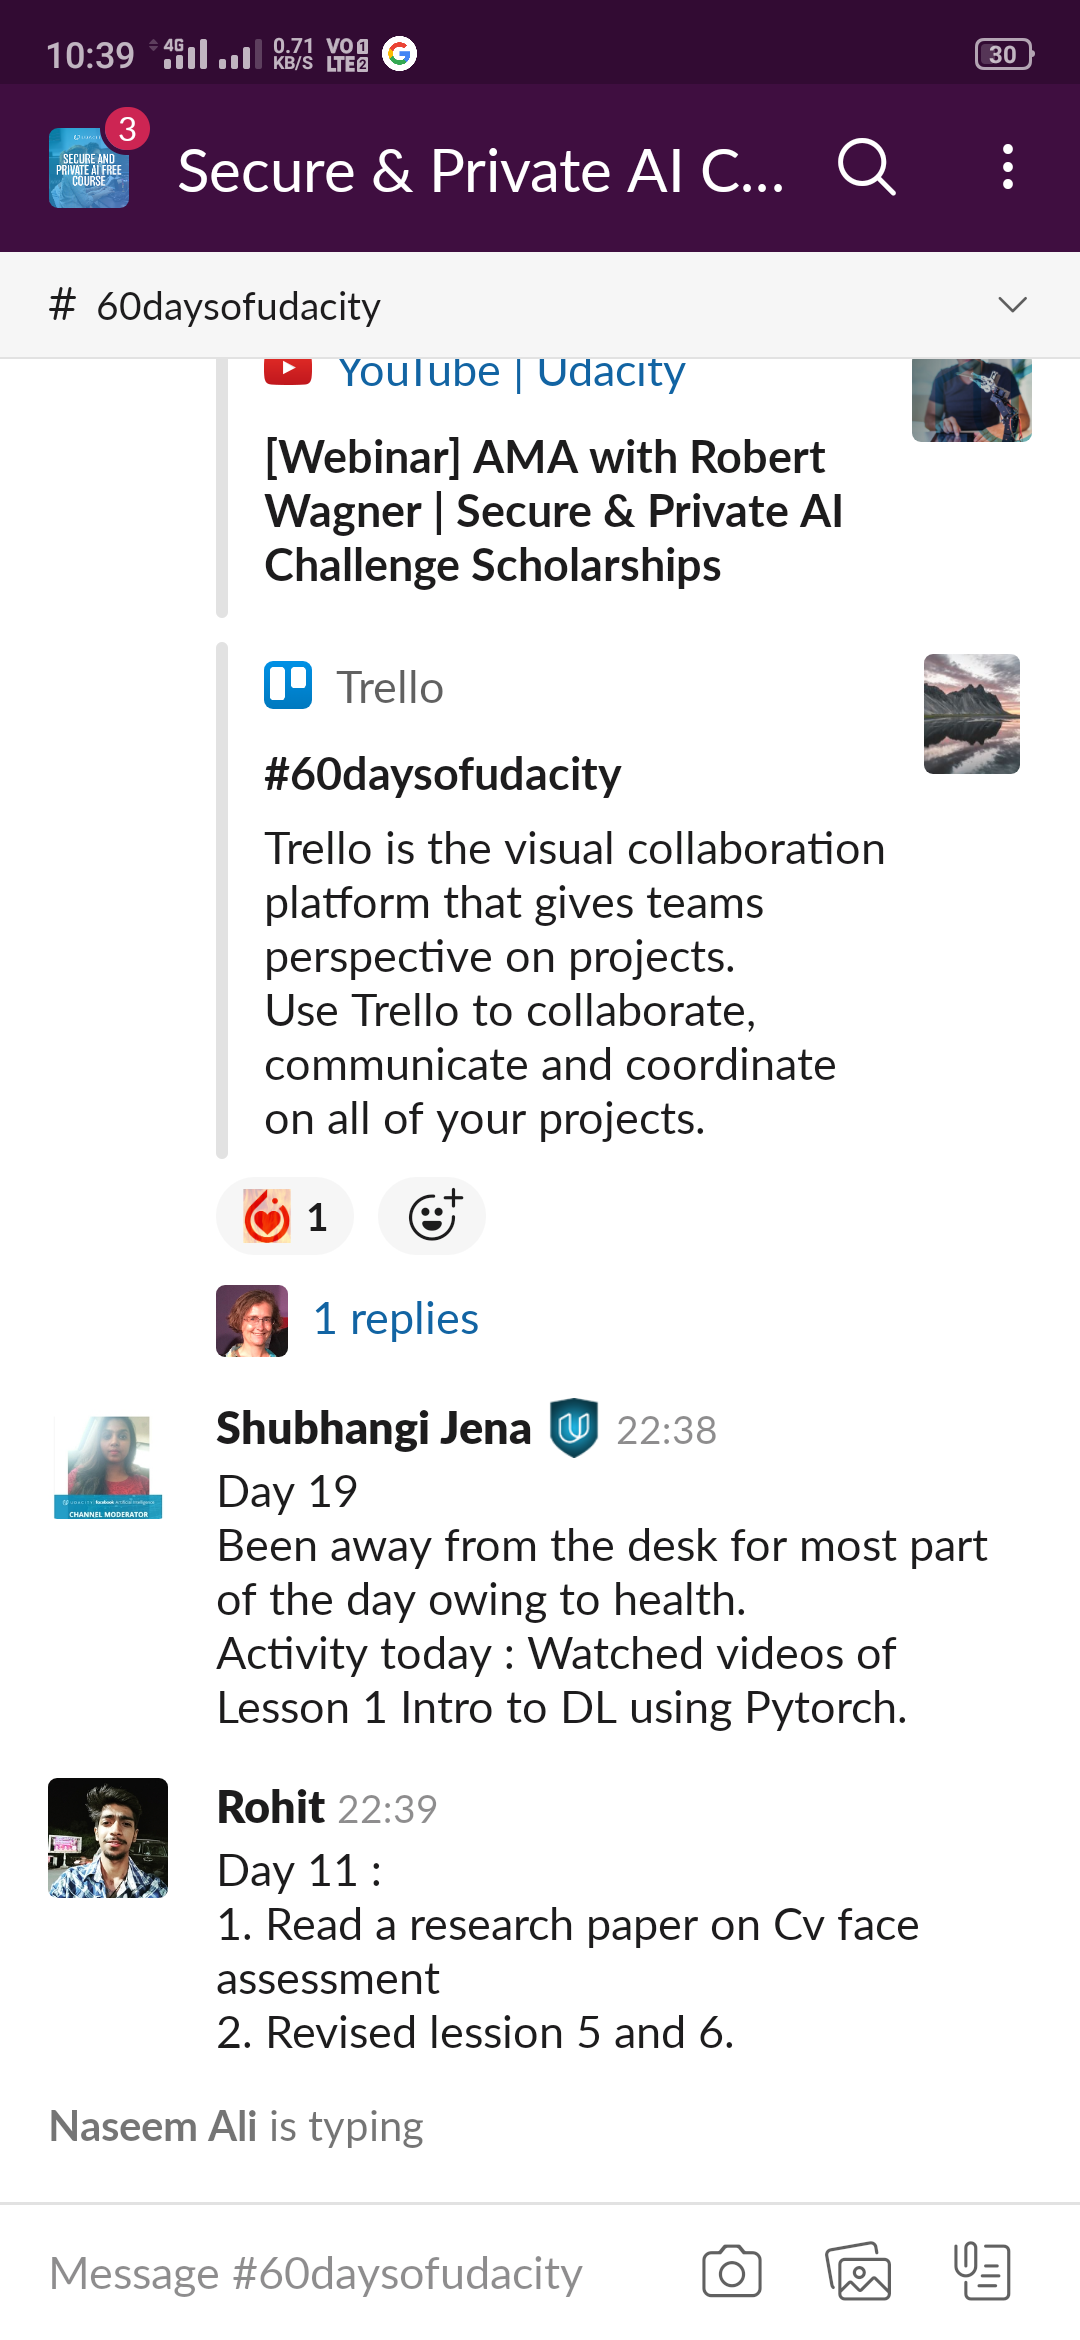 10:39 4G 0.71 KB/S VO 1 LTE 2 G 30
3
SECURE AND
PRIVATE AI FREE
COURSE
Secure & Private AI C...
# 60daysofudacity
YouTube | Udacity
[Webinar] AMA with Robert
Wagner | Secure & Private AI
Challenge Scholarships
Trello
#60daysofudacity
Trello is the visual collaboration
platform that gives teams
perspective on projects.
Use Trello to collaborate,
communicate and coordinate
on all of your projects.
1
1 replies
Shubhangi Jena 22:38
CHANNEL MODERATOR
Day 19
Been away from the desk for most part
of the day owing to health.
Activity today : Watched videos of
Lesson 1 Intro to DL using Pytorch.
Rohit 22:39
Day 11 :
1. Read a research paper on Cv face
assessment
2. Revised lession 5 and 6.
Naseem Ali is typing
Message #60daysofudacity